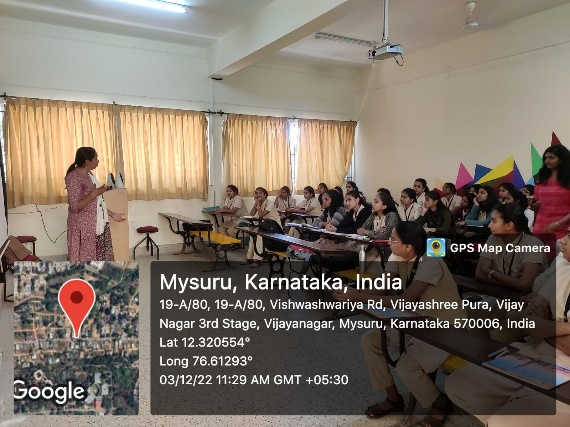 GPS Map Camera
Mysuru, Karnataka, India
19-A/80, 19-A/80, Vishwashwariya Rd, Vijayashree Pura, Vijay
Nagar 3rd Stage, Vijayanagar, Mysuru, Karnataka 570006, India
Lat 12.320554°
Long 76.61293°
03/12/22 11:29 AM GMT +05:30
Google